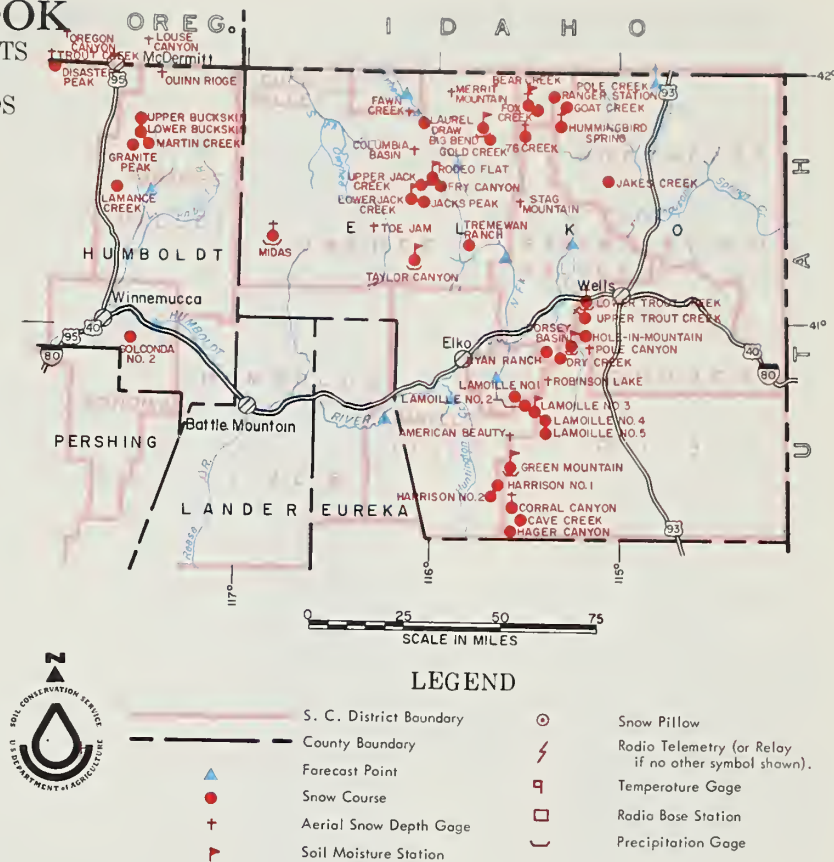 OOK
TS
DS
OREG.
IDAHO
UTAH
OREGON CANYON
LOUSE CANYON
TROUT CREEK
McDermitt
DISASTER PEAK
QUINN RIDGE
95
UPPER BUCKSKIN
LOWER BUCKSKIN
MARTIN CREEK
GRANITE PEAK
LAMANCE CREEK
HUMBOLDT
Winnemucca
HUMBOLDT
GOLCONDA NO. 2
95
40
80
PERSHING
Battle Mountain
RIVER
LANDER
EUREKA
Reese
R.
MIDAS
FAWN CREEK
MERRIT MOUNTAIN
BEAR CREEK
POLE CREEK RANGER STATION
FOX CREEK
GOAT CREEK
LAUREL DRAW
BIG BEND
GOLD CREEK
76 CREEK
HUMMINGBIRD SPRING
COLUMBIA BASIN
RODEO FLAT
UPPER JACK CREEK
FRY CANYON
LOWER JACK CREEK
JACKS PEAK
STAG MOUNTAIN
JAKES CREEK
93
TOE JAM
TREMEWAN RANCH
TAYLOR CANYON
ELKO
N. Fk
Wells
LOWER TROUT CREEK
UPPER TROUT CREEK
Elko
DORSEY BASIN
HOLE-IN-MOUNTAIN
POLE CANYON
RYAN RANCH
DRY CREEK
40
80
LAMOILLE NO.1
ROBINSON LAKE
LAMOILLE NO. 2
LAMOILLE NO. 3
LAMOILLE NO. 4
LAMOILLE NO. 5
AMERICAN BEAUTY
Huntington
GREEN MOUNTAIN
HARRISON NO. 1
HARRISON NO. 2
CORRAL CANYON
CAVE CREEK
HAGER CANYON
93
42°
41°
117°
116°
115°
0 25 50 75
SCALE IN MILES
N
SOIL CONSERVATION SERVICE
U S DEPARTMENT of AGRICULTURE
LEGEND
S. C. District Boundary
County Boundary
Forecast Point
Snow Course
Aerial Snow Depth Gage
Soil Moisture Station
Snow Pillow
Radio Telemetry (or Relay
if no other symbol shown).
Temperature Gage
Radio Base Station
Precipitation Gage